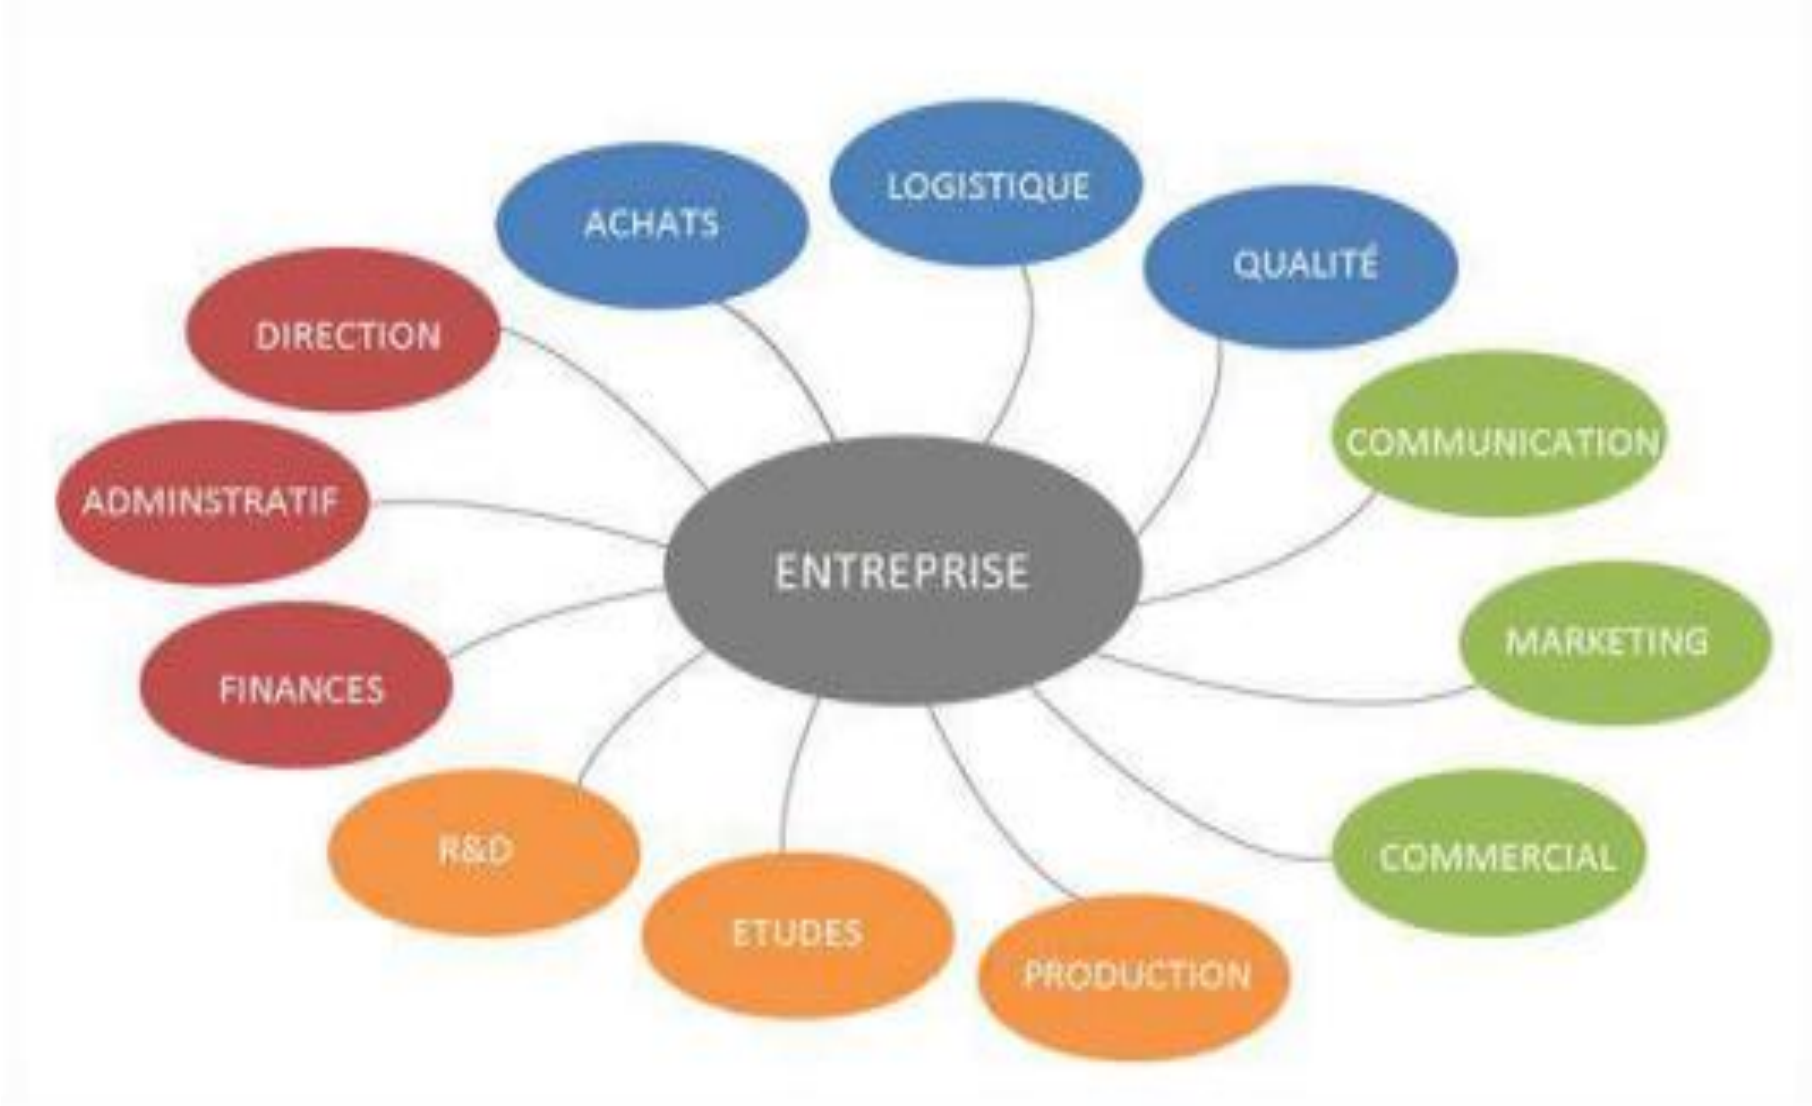 LOGISTIQUE
ACHATS
QUALITÉ
DIRECTION
COMMUNICATION
ADMINSTRATIF
ENTREPRISE
MARKETING
FINANCES
R&D
COMMERCIAL
ETUDES
PRODUCTION